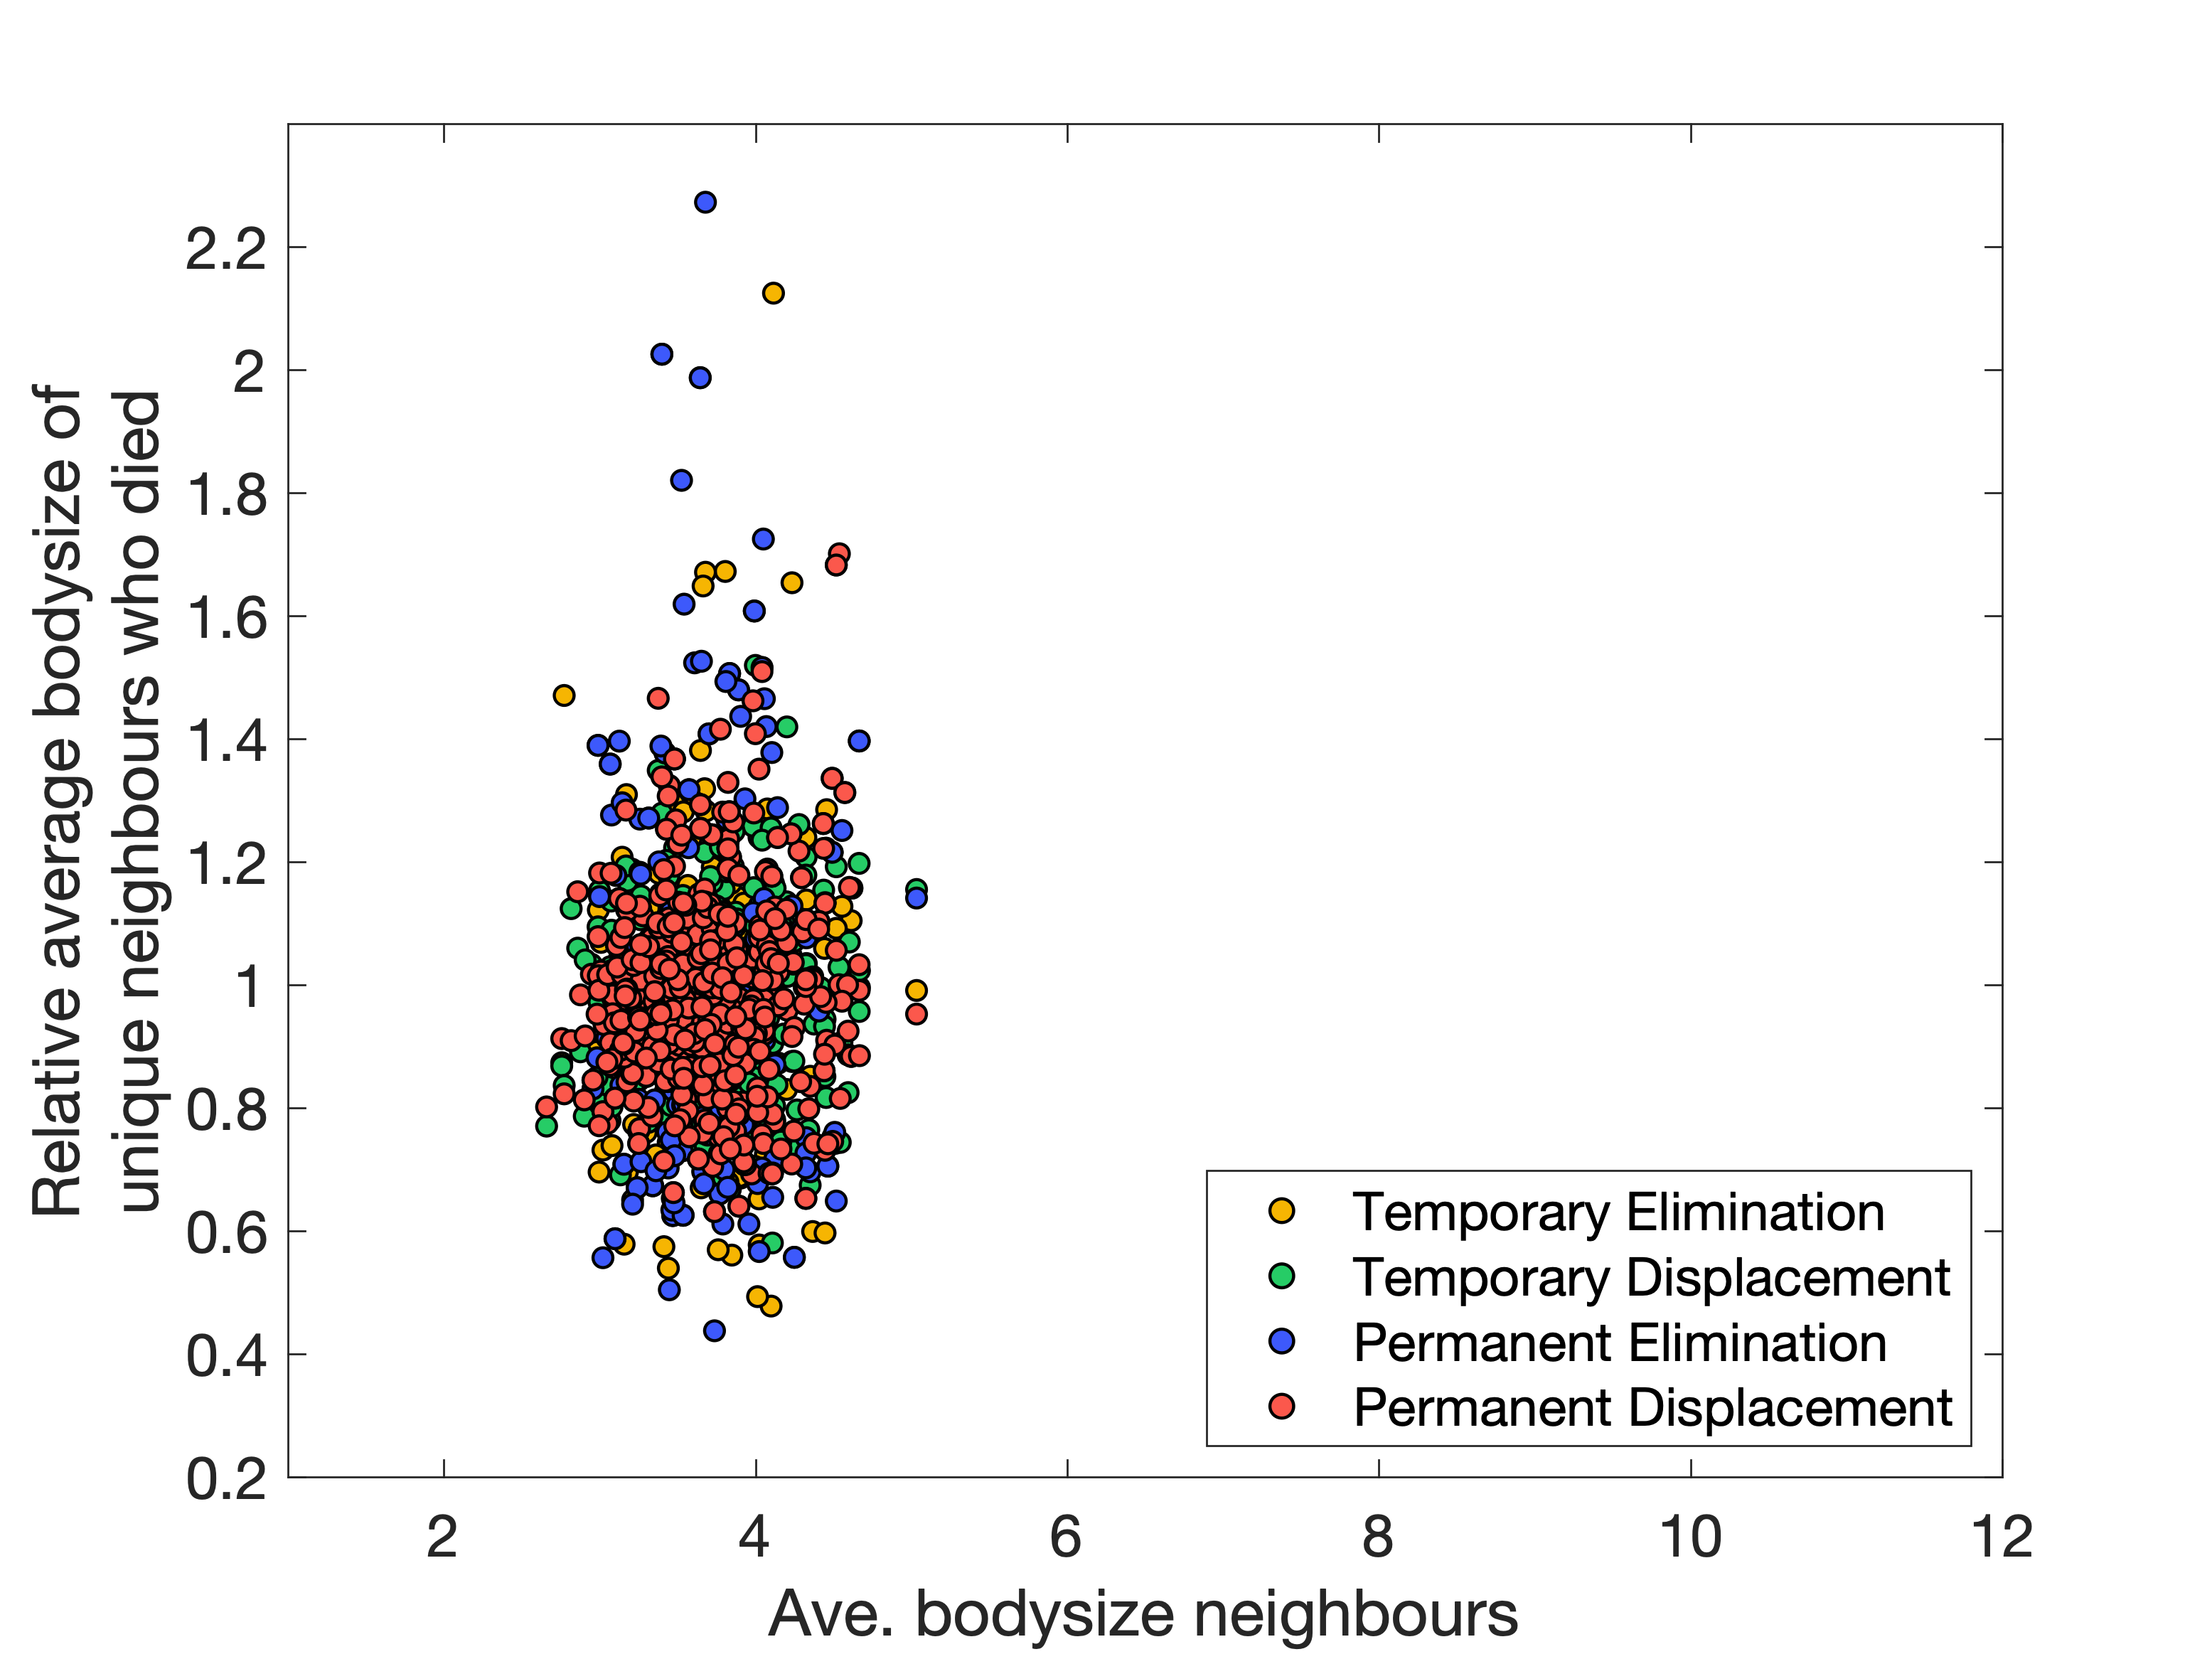 Relative average bodysize of
unique neighbours who died
2.2
2
1.8
1.6
1.4
1.2
1
0.8
0.6
0.4
0.2
Temporary Elimination
Temporary Displacement
Permanent Elimination
Permanent Displacement
2 4 6 8 10 12
Ave. bodysize neighbours